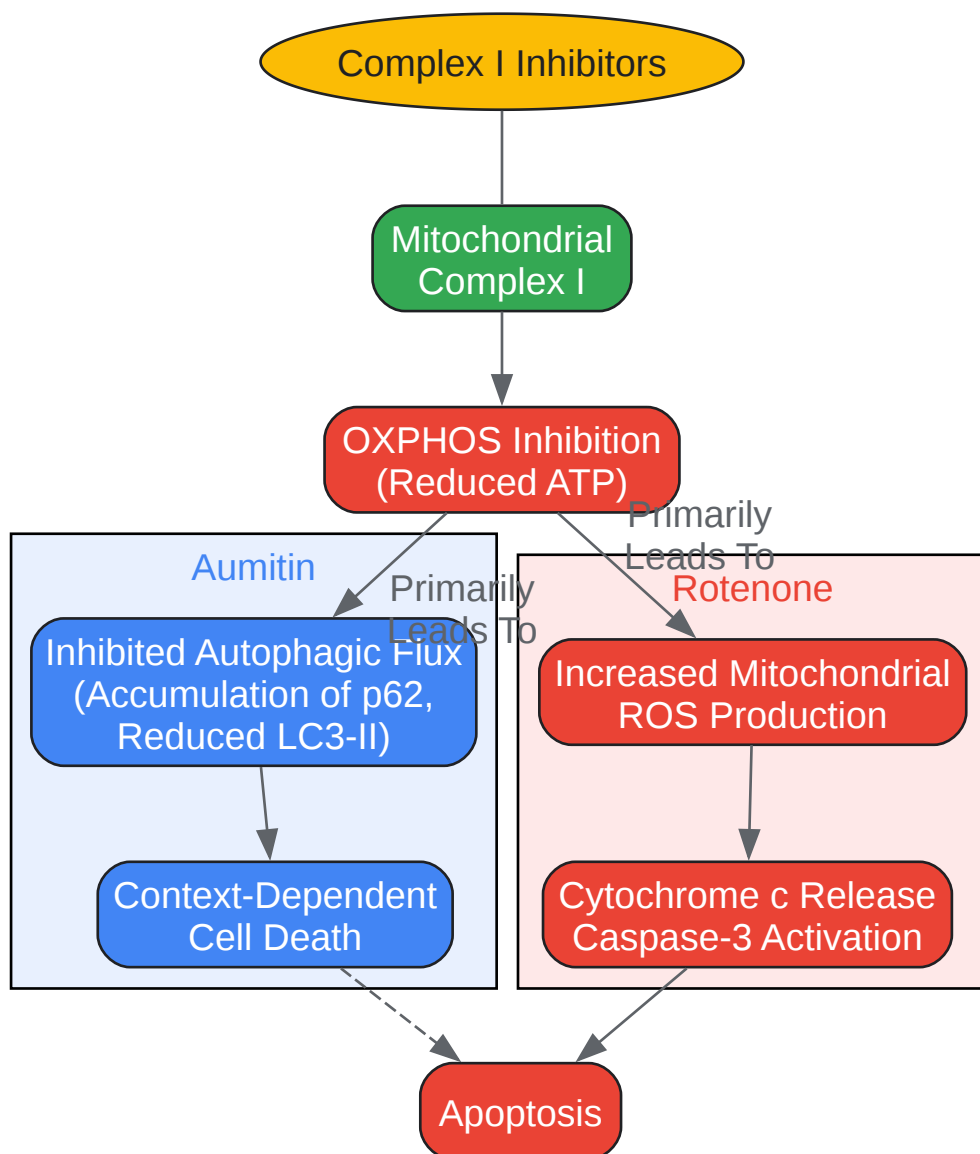 Complex I Inhibitors
Mitochondrial
Complex I
OXPHOS Inhibition
(Reduced ATP)
Primarily
Leads To
Aumitin
Primarily
Leads To
Rotenone
Inhibited Autophagic Flux
(Accumulation of p62,
Reduced LC3-II)
Increased Mitochondrial
ROS Production
Context-Dependent
Cell Death
Cytochrome c Release
Caspase-3 Activation
Apoptosis